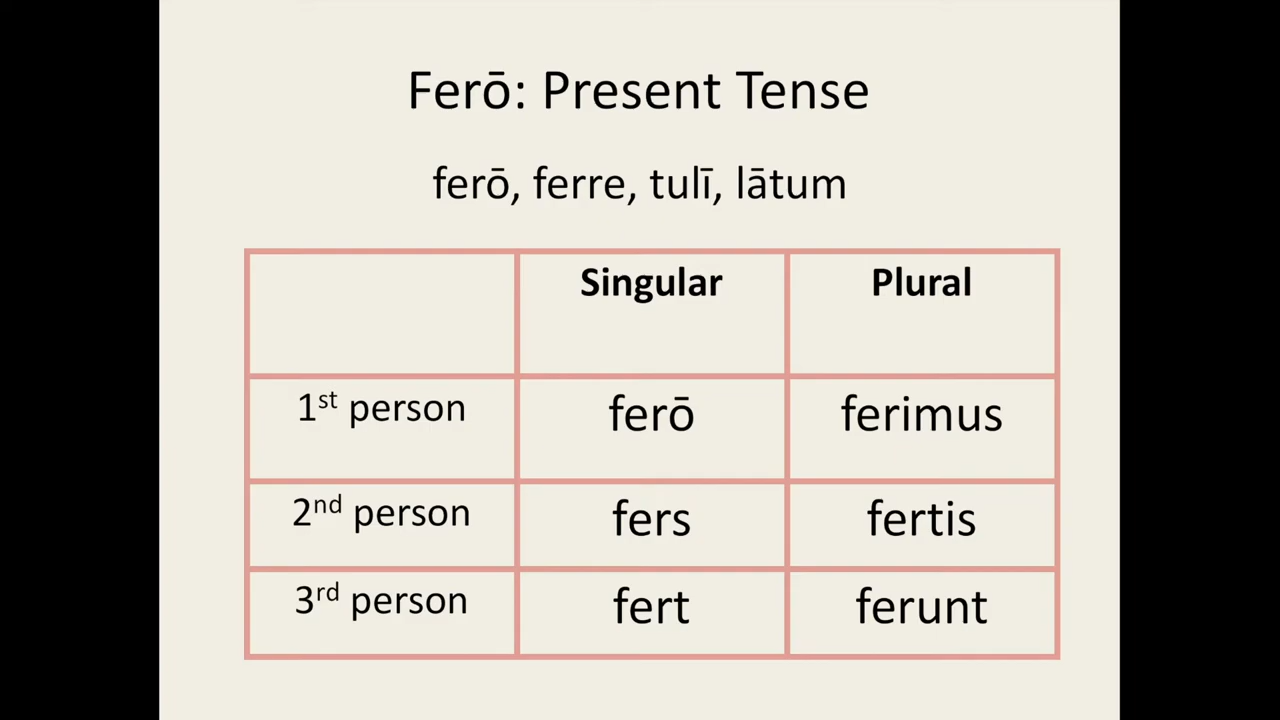 Ferō: Present Tense
ferō, ferre, tulī, lātum
Singular Plural
1st person ferō ferimus
2nd person fers fertis
3rd person fert ferunt